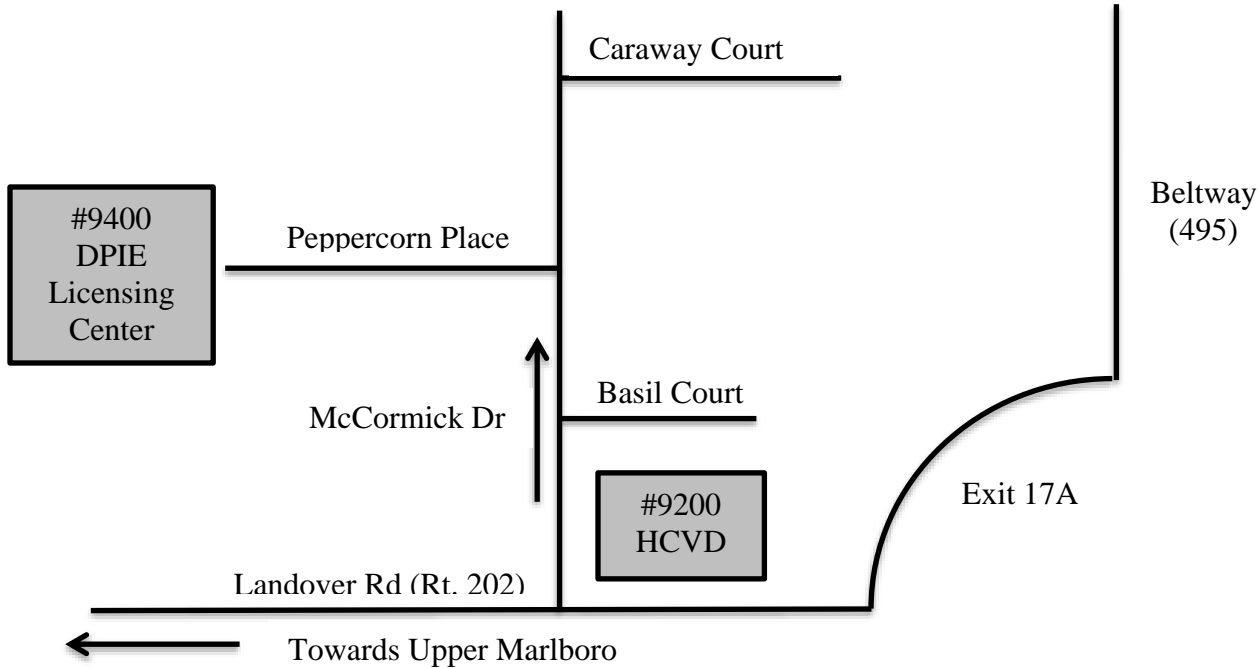 Caraway Court
Beltway
(495)
#9400
DPIE
Licensing
Center
Peppercorn Place
Basil Court
McCormick Dr
Exit 17A
#9200
HCVD
Landover Rd (Rt. 202)
Towards Upper Marlboro